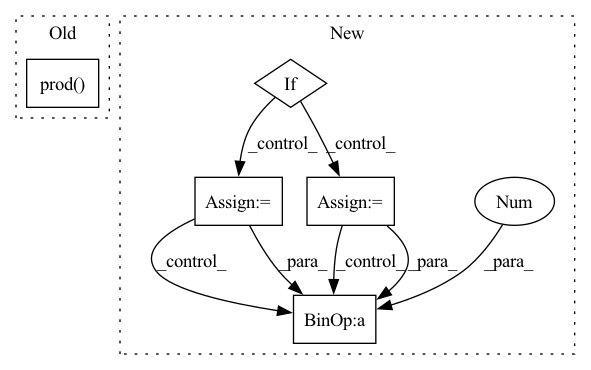 Old
New
prod()
If
_control_
_control_
Assign:=
Assign:=
Num
_control_
_para_
_control_
_para_
_para_
BinOp:a